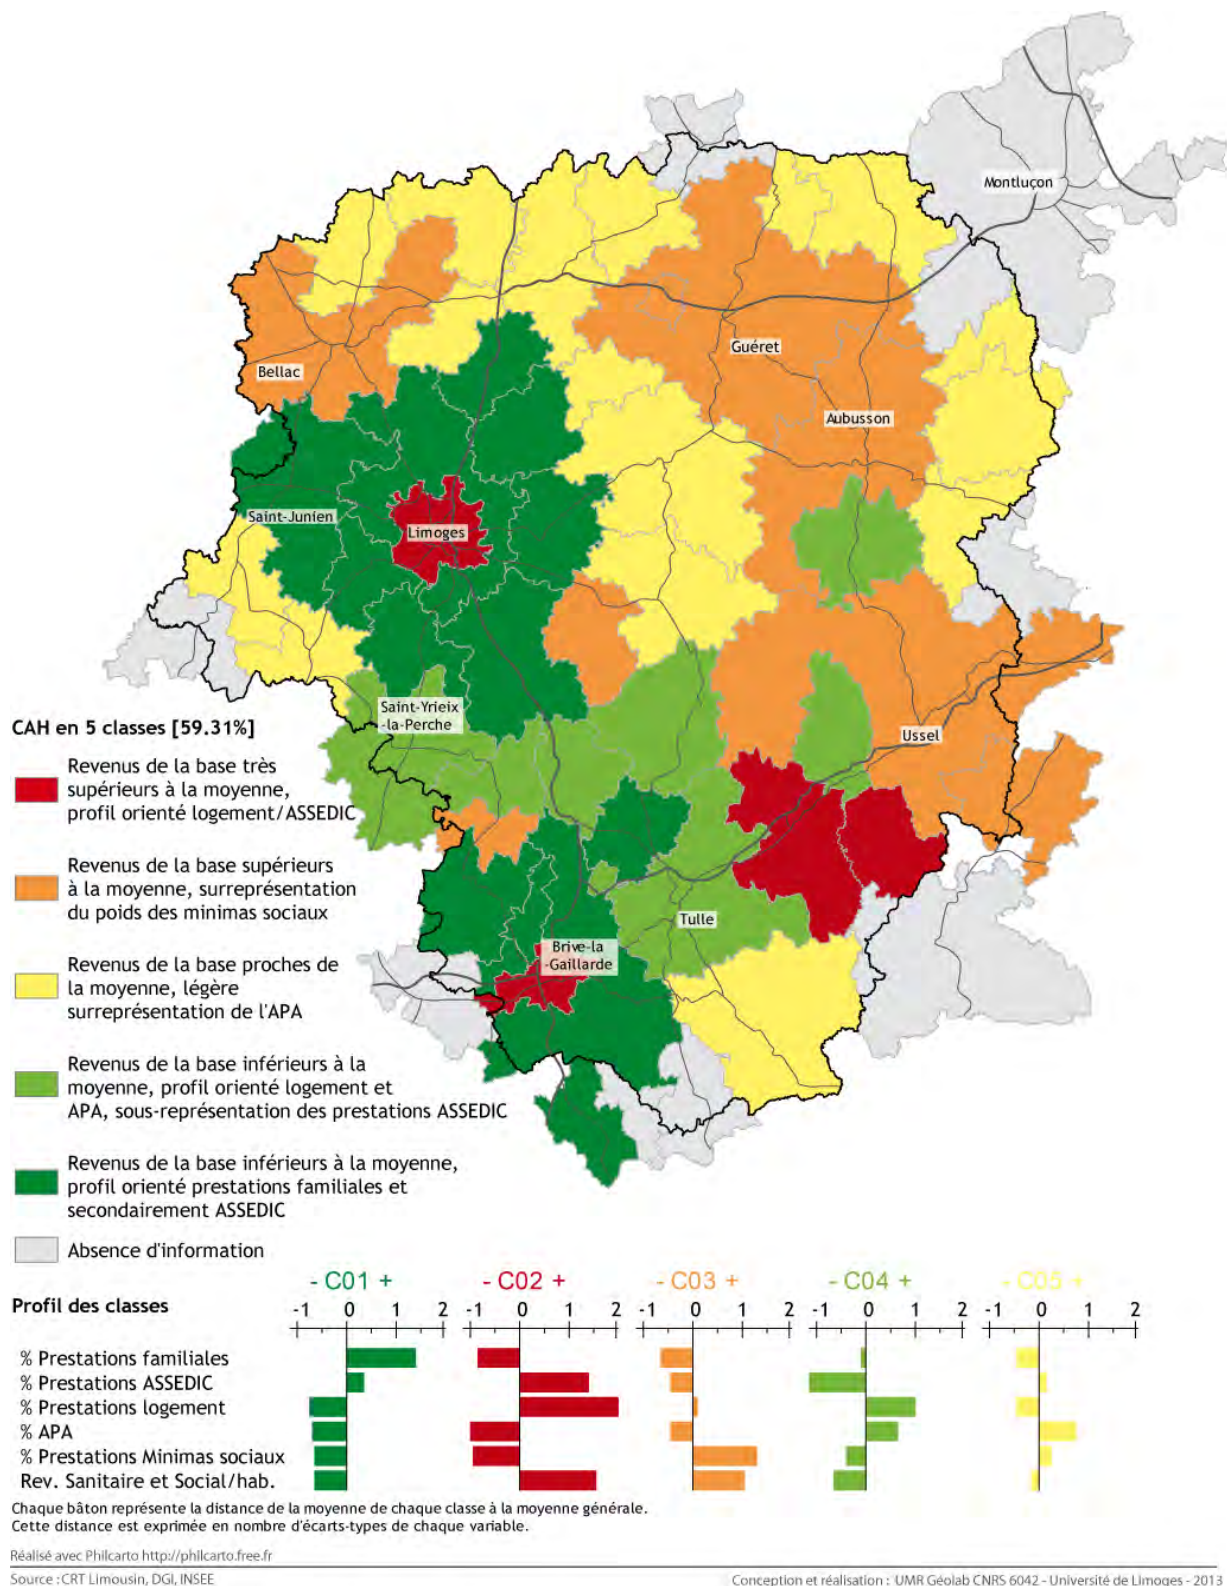 Montluçon
Guéret
Bellac
Aubusson
Saint-Junien
Limoges
Saint-Yrieix
-la-Perche
Ussel
Tulle
Brive-la
-Gaillarde
CAH en 5 classes [59.31%]
Revenus de la base très
supérieurs à la moyenne,
profil orienté logement/ASSEDIC
Revenus de la base supérieurs
à la moyenne, surreprésentation
du poids des minimas sociaux
Revenus de la base proches de
la moyenne, légère
surreprésentation de l'APA
Revenus de la base inférieurs à la
moyenne, profil orienté logement et
APA, sous-représentation des prestations ASSEDIC
Revenus de la base inférieurs à la moyenne,
profil orienté prestations familiales et
secondairement ASSEDIC
Absence d'information
- C01 + - C02 + - C03 + - C04 + - C05 +
Profil des classes -1 0 1 2 -1 0 1 2 -1 0 1 2 -1 0 1 2 -1 0 1 2
% Prestations familiales
% Prestations ASSEDIC
% Prestations logement
% APA
% Prestations Minimas sociaux
Rev. Sanitaire et Social/hab.
Chaque bâton représente la distance de la moyenne de chaque classe à la moyenne générale.
Cette distance est exprimée en nombre d'écarts-types de chaque variable.
Réalisé avec Philcarto http://philcarto.free.fr
Source : CRT Limousin, DGI, INSEE
Conception et réalisation : UMR Géolab CNRS 6042 - Université de Limoges - 2013